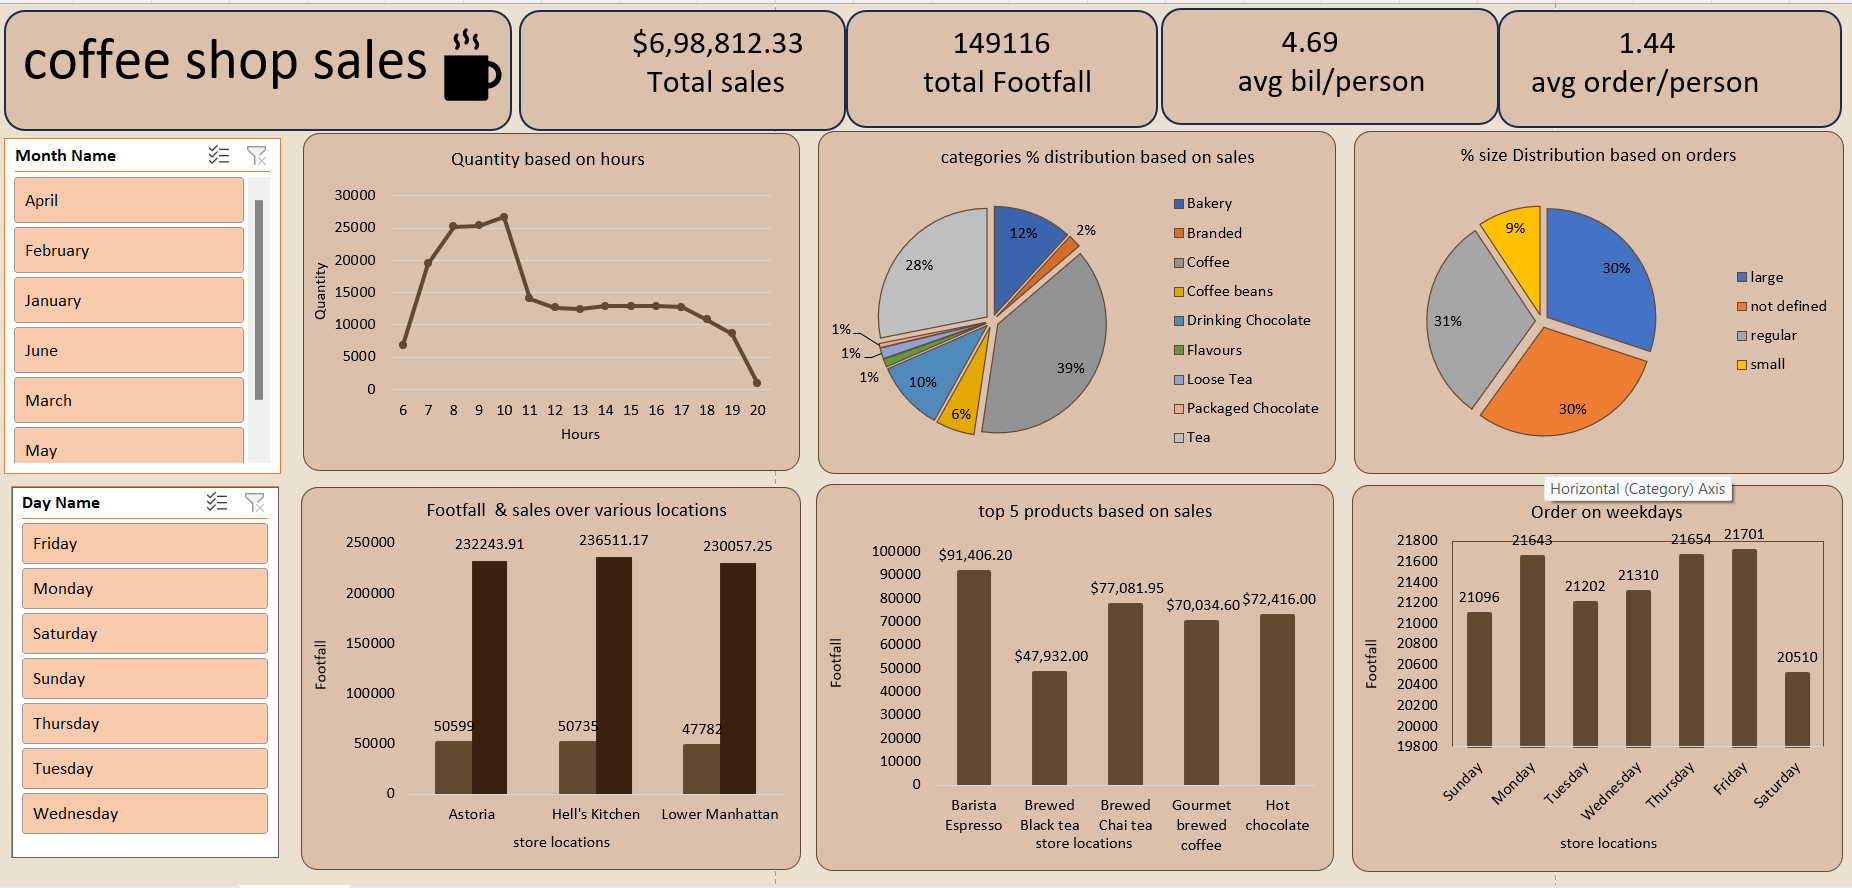 coffee shop sales
$6,98,812.33
Total sales
149116
total Footfall
4.69
avg bil/person
1.44
avg order/person
Month Name
April
February
January
June
March
May
Day Name
Friday
Monday
Saturday
Sunday
Thursday
Tuesday
Wednesday
Quantity based on hours
30000
25000
20000
15000
10000
5000
0
Quantity
6 7 8 9 10 11 12 13 14 15 16 17 18 19 20
Hours
categories % distribution based on sales
12%
2%
39%
6%
10%
1%
1%
1%
28%
Bakery
Branded
Coffee
Coffee beans
Drinking Chocolate
Flavours
Loose Tea
Packaged Chocolate
Tea
% size Distribution based on orders
30%
30%
31%
9%
large
not defined
regular
small
Footfall & sales over various locations
250000
200000
150000
100000
50000
0
Footfall
232243.91
236511.17
230057.25
50599
50735
47782
Astoria
Hell's Kitchen
Lower Manhattan
store locations
top 5 products based on sales
100000
90000
80000
70000
60000
50000
40000
30000
20000
10000
0
Footfall
$91,406.20
$47,932.00
$77,081.95
$70,034.60
$72,416.00
Barista
Espresso
Brewed
Black tea
Brewed
Chai tea
Gourmet
brewed
coffee
Hot
chocolate
store locations
Horizontal (Category) Axis
Order on weekdays
21800
21600
21400
21200
21000
20800
20600
20400
20200
20000
19800
Footfall
21096
21643
21202
21310
21654
21701
20510
Sunday
Monday
Tuesday
Wednesday
Thursday
Friday
Saturday
store locations